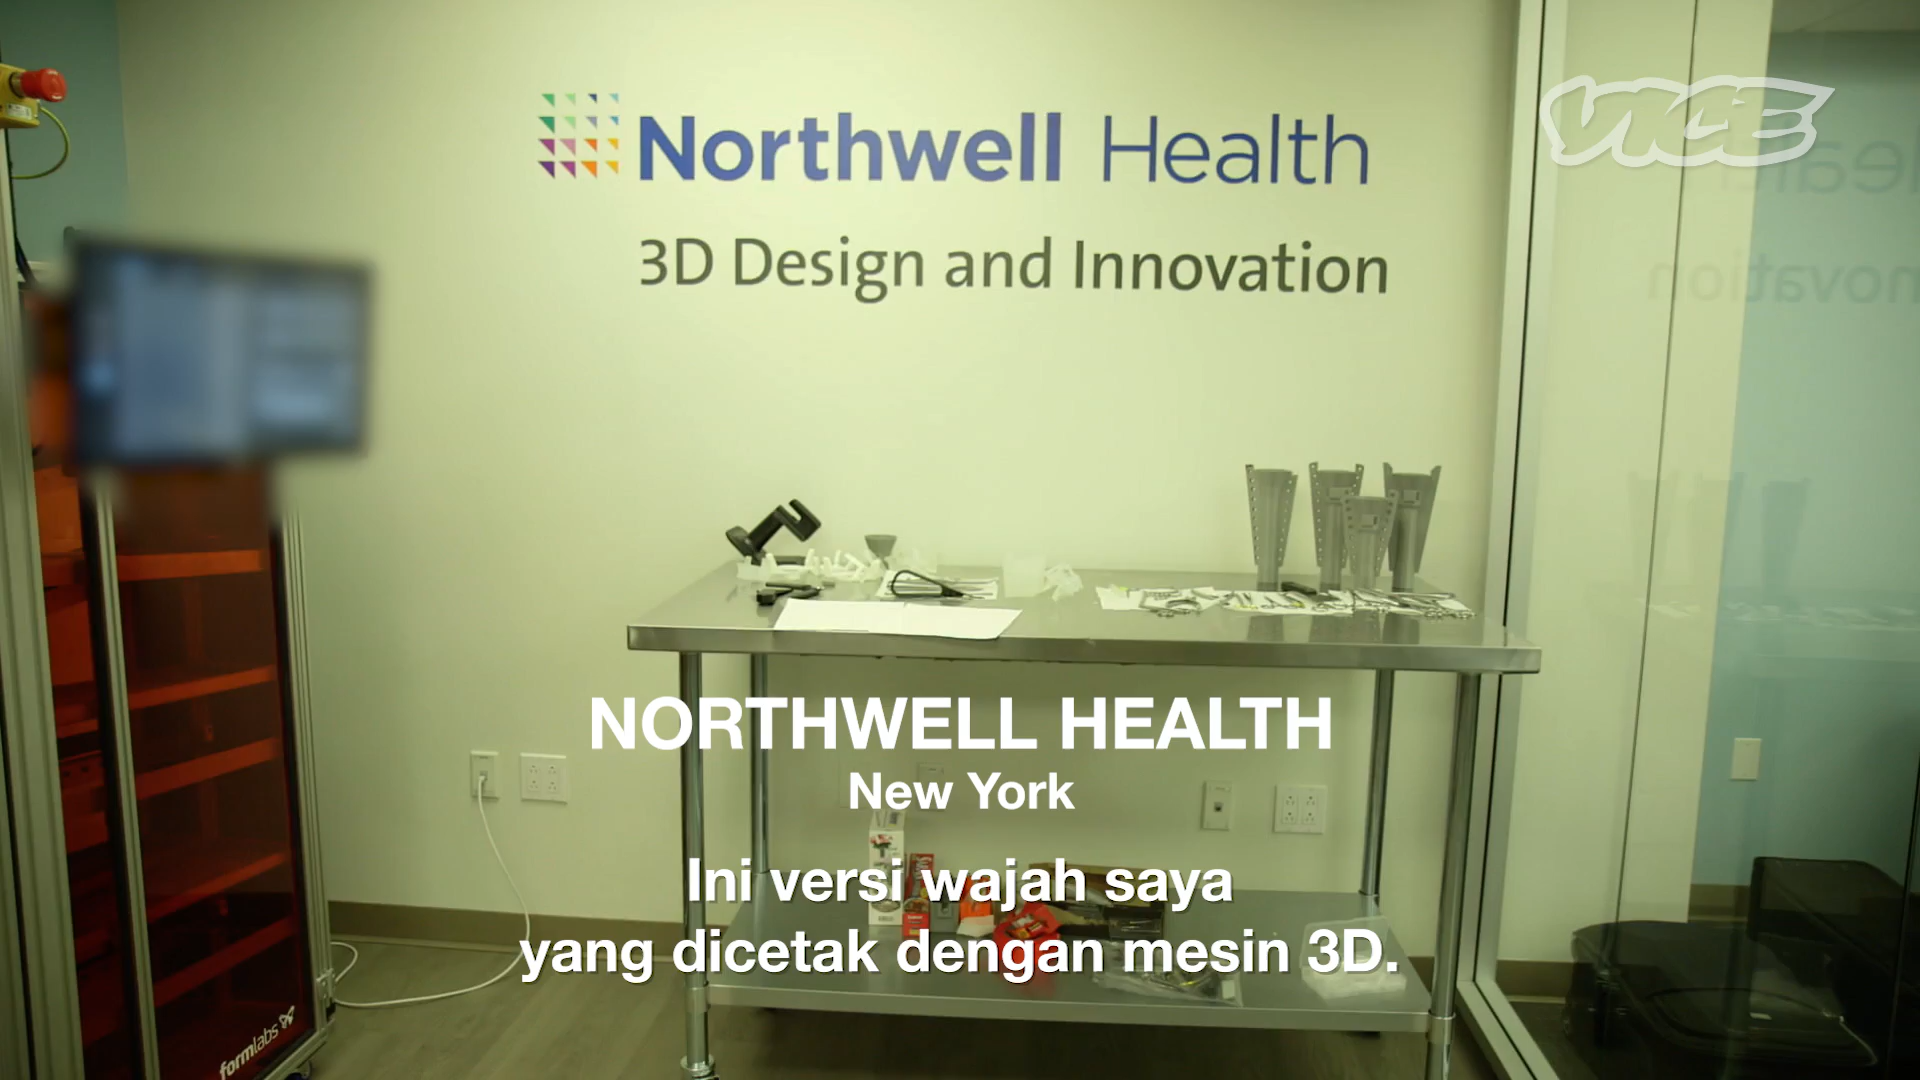 VICE
Northwell Health
3D Design and Innovation
NORTHWELL HEALTH
New York
Ini versi wajah saya
yang dicetak dengan mesin 3D.
formlabs